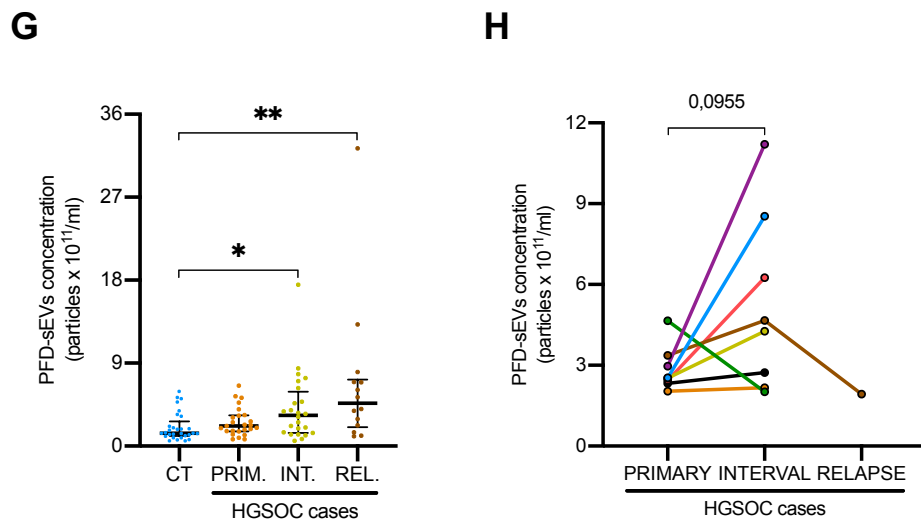 G
PFD-sEVs concentration
(particles x 10¹¹/ml)
36
27
18
9
0
**
*
CT PRIM. INT. REL.
HGSOC cases
H
PFD-sEVs concentration
(particles x 10¹¹/ml)
12
9
6
3
0
0,0955
PRIMARY INTERVAL RELAPSE
HGSOC cases